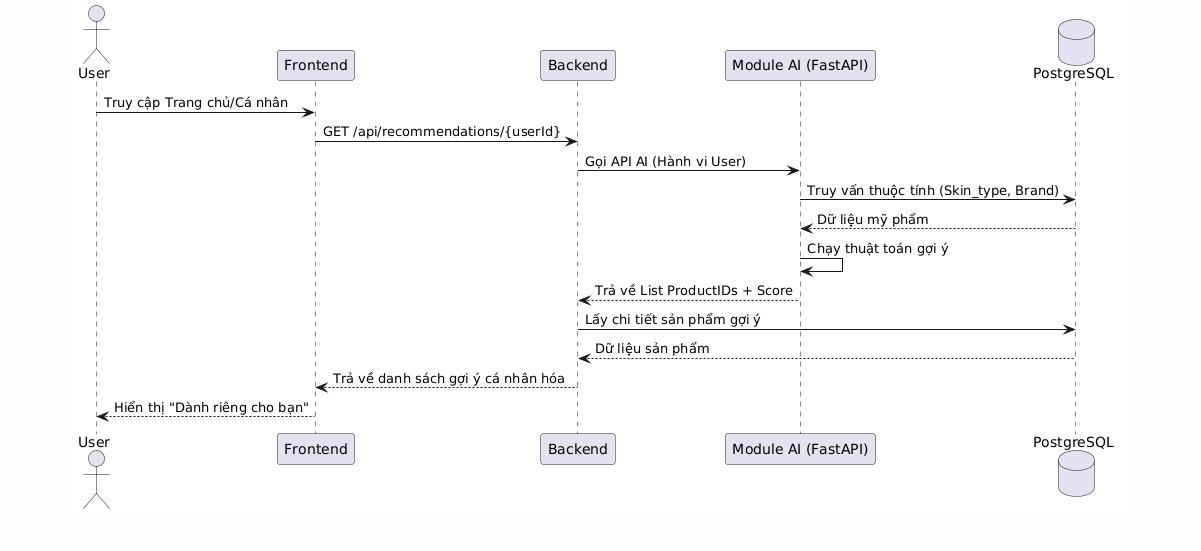 User
Frontend
Backend
Module AI (FastAPI)
PostgreSQL
Truy cập Trang chủ/Cá nhân
GET /api/recommendations/{userId}
Gọi API AI (Hành vi User)
Truy vấn thuộc tính (Skin_type, Brand)
Dữ liệu mỹ phẩm
Chạy thuật toán gợi ý
Trả về List ProductIDs + Score
Lấy chi tiết sản phẩm gợi ý
Dữ liệu sản phẩm
Trả về danh sách gợi ý cá nhân hóa
Hiển thị "Dành riêng cho bạn"
User
Frontend
Backend
Module AI (FastAPI)
PostgreSQL